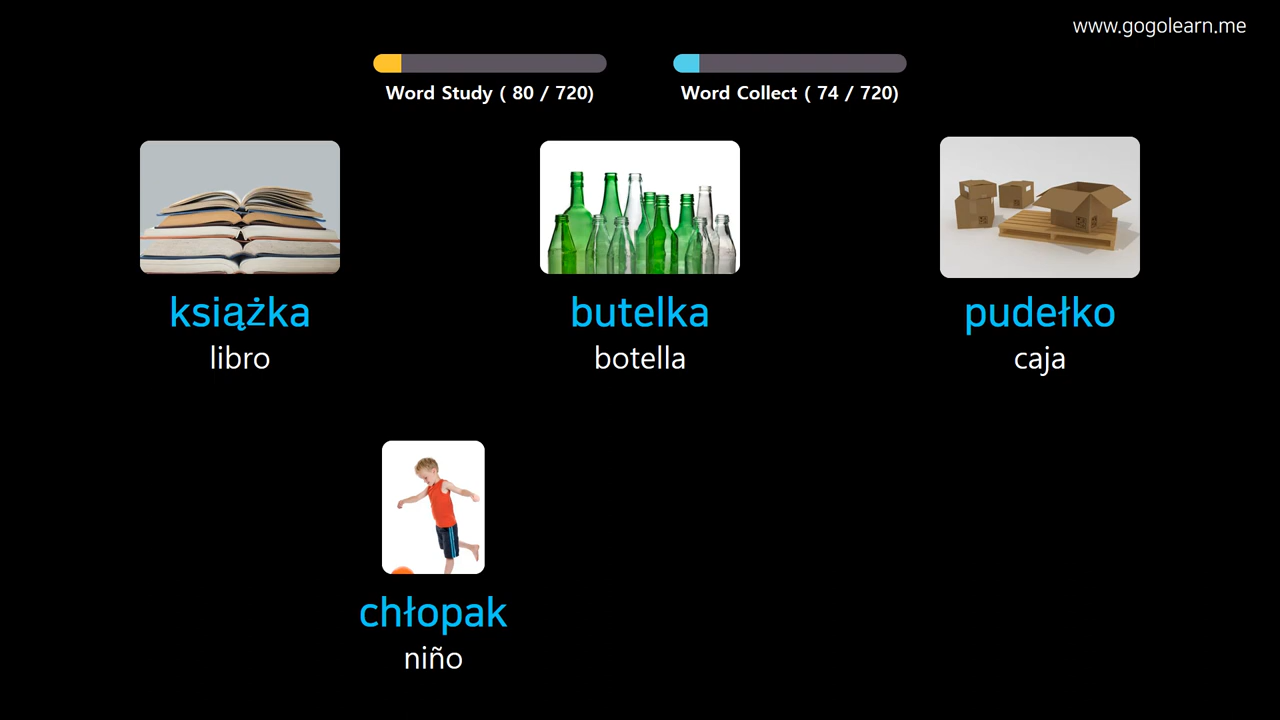 www.gogolearn.me
Word Study ( 80 / 720)
Word Collect ( 74 / 720)
książka
libro
butelka
botella
pudełko
caja
chłopak
niño